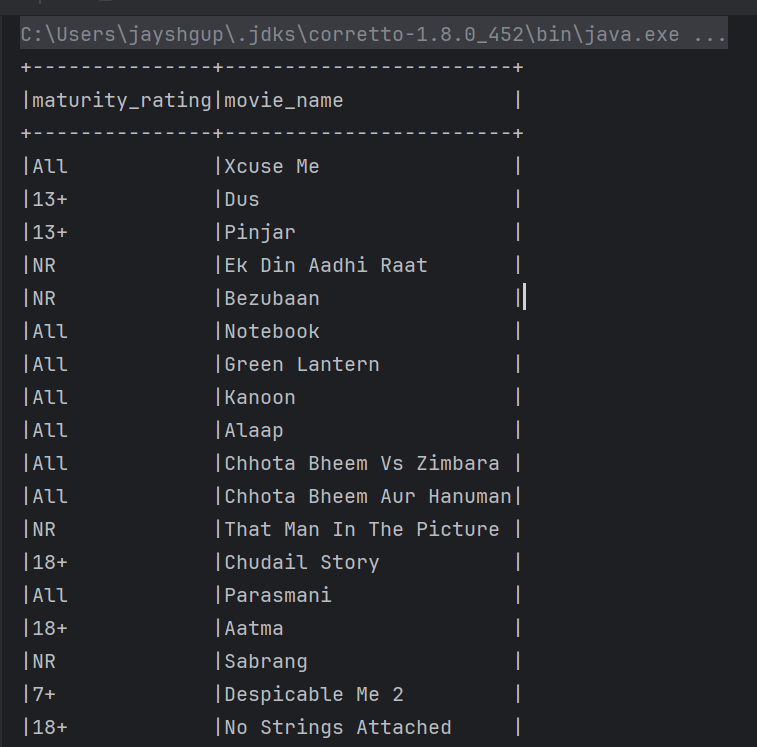 C:\Users\jayshgup\.jdks\corretto-1.8.0_452\bin\java.exe ...
+---------------+------------------------+
|maturity_rating|movie_name              |
+---------------+------------------------+
|All            |Xcuse Me                |
|13+            |Dus                     |
|13+            |Pinjar                  |
|NR             |Ek Din Aadhi Raat       |
|NR             |Bezubaan                |
|All            |Notebook                |
|All            |Green Lantern           |
|All            |Kanoon                  |
|All            |Alaap                   |
|All            |Chhota Bheem Vs Zimbara |
|All            |Chhota Bheem Aur Hanuman|
|NR             |That Man In The Picture |
|18+            |Chudail Story           |
|All            |Parasmani               |
|18+            |Aatma                   |
|NR             |Sabrang                 |
|7+             |Despicable Me 2         |
|18+            |No Strings Attached     |